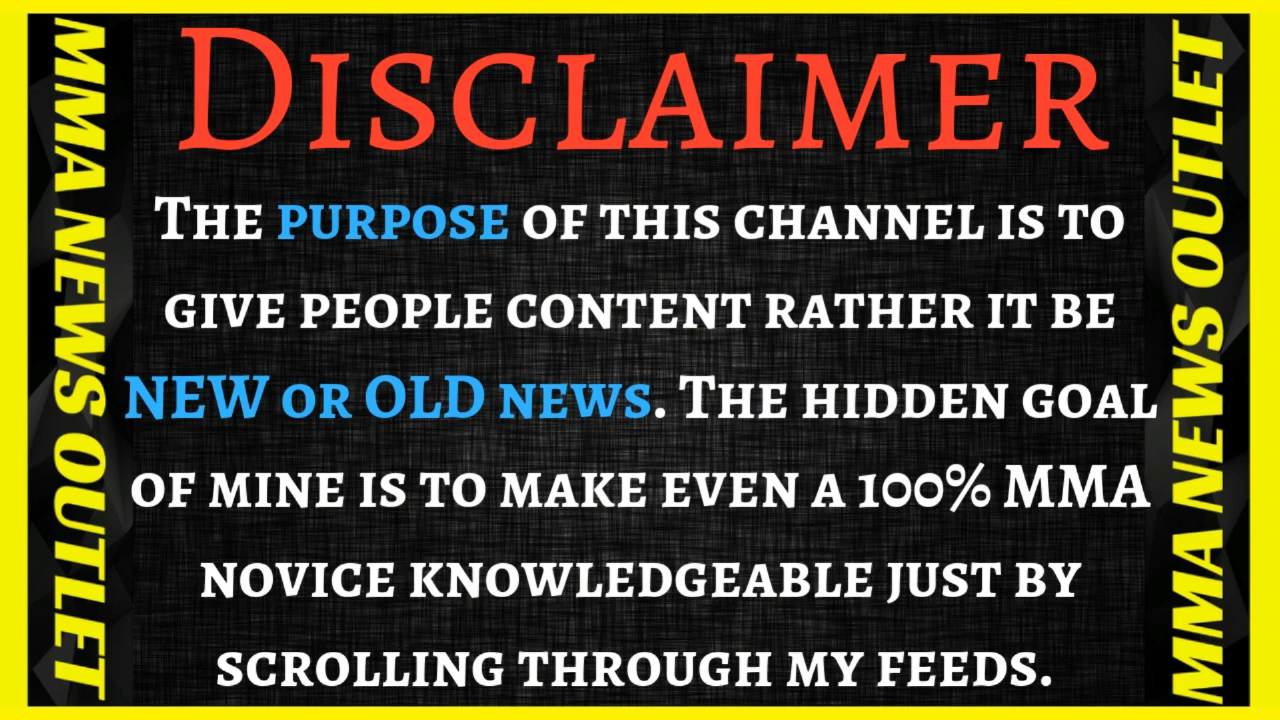 MMA NEWS OUTLET
DISCLAIMER
THE PURPOSE OF THIS CHANNEL IS TO
GIVE PEOPLE CONTENT RATHER IT BE
NEW OR OLD NEWS. THE HIDDEN GOAL
OF MINE IS TO MAKE EVEN A 100% MMA
NOVICE KNOWLEDGEABLE JUST BY
SCROLLING THROUGH MY FEEDS.
MMA NEWS OUTLET